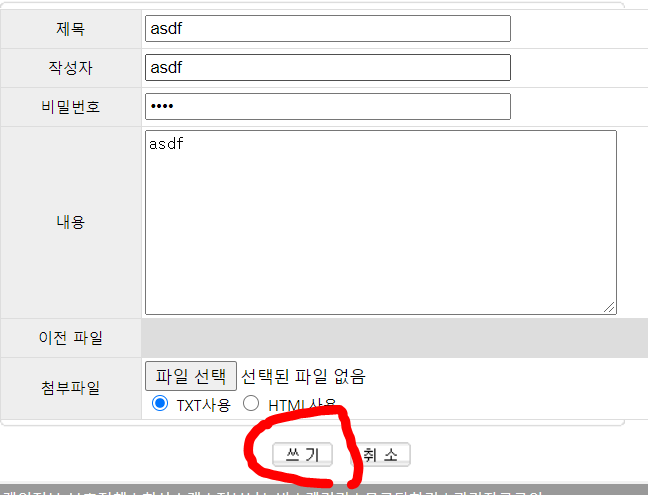 제목 asdf
작성자 asdf
비밀번호 ••••
내용 asdf
이전 파일
첨부파일 파일 선택 선택된 파일 없음
TXT사용 HTML사용
쓰 기 취 소